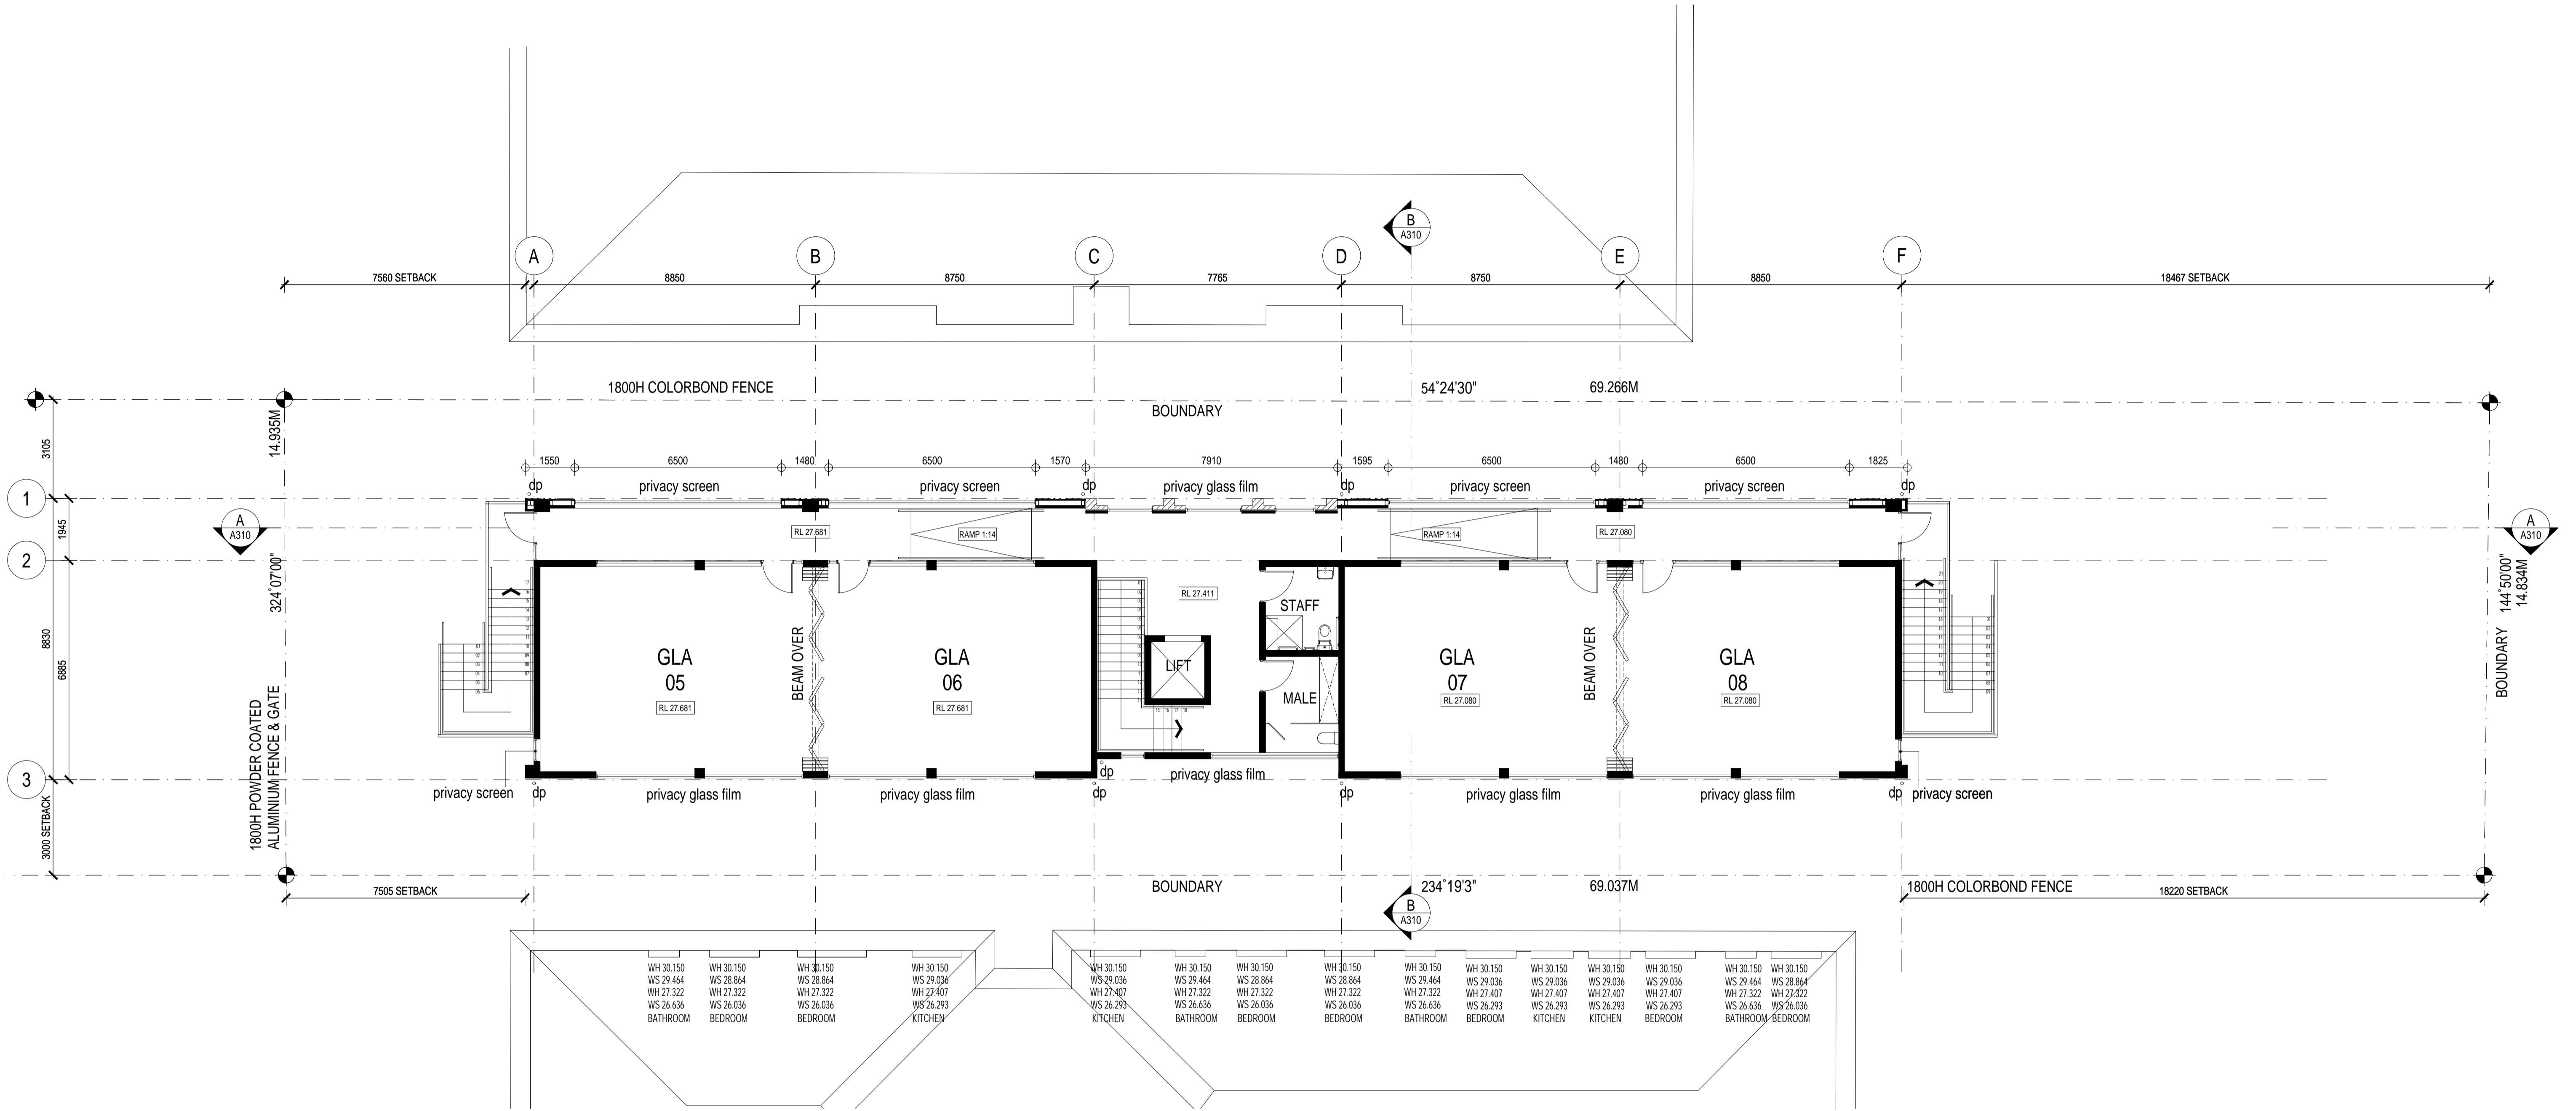 B
A310
A B C D E F
7560 SETBACK 8850 8750 7765 8750 8850 18467 SETBACK
1800H COLORBOND FENCE 54°24'30" 69.266M
BOUNDARY
14.935M
3105
1550 6500 1480 6500 1570 7910 1595 6500 1480 6500 1825
dp privacy screen privacy screen dp privacy glass film dp privacy screen privacy screen dp
1
A
A310
A
A310
1945
RL 27.681 RAMP 1:14 RAMP 1:14 RL 27.080
2
324°07'00"
144°50'00"
14.834M
RL 27.411
STAFF
8830
6885
BEAM OVER
BEAM OVER
GLA
05
RL 27.681
GLA
06
RL 27.681
LIFT
MALE
GLA
07
RL 27.080
GLA
08
RL 27.080
BOUNDARY
1800H POWDER COATED
ALUMINIUM FENCE & GATE
3
dp privacy glass film
privacy screen dp privacy glass film privacy glass film dp dp privacy glass film privacy glass film dp privacy screen
3000 SETBACK
7505 SETBACK BOUNDARY 234°19'3" 69.037M 1800H COLORBOND FENCE 18220 SETBACK
B
A310
WH 30.150 WH 30.150 WH 30.150 WH 30.150 WH 30.150 WH 30.150 WH 30.150 WH 30.150 WH 30.150 WH 30.150 WH 30.150 WH 30.150 WH 30.150 WH 30.150 WH 30.150
WS 29.464 WS 28.864 WS 28.864 WS 29.036 WS 29.036 WS 29.464 WS 28.864 WS 28.864 WS 29.464 WS 29.036 WS 29.036 WS 29.036 WS 29.036 WS 29.464 WS 28.864
WH 27.322 WH 27.322 WH 27.322 WH 27.407 WH 27.407 WH 27.322 WH 27.322 WH 27.322 WH 27.322 WH 27.407 WH 27.407 WH 27.407 WH 27.407 WH 27.322 WH 27.322
WS 26.636 WS 26.036 WS 26.036 WS 26.293 WS 26.293 WS 26.636 WS 26.036 WS 26.036 WS 26.636 WS 26.293 WS 26.293 WS 26.293 WS 26.293 WS 26.636 WS 26.036
BATHROOM BEDROOM BEDROOM KITCHEN KITCHEN BATHROOM BEDROOM BEDROOM BATHROOM BEDROOM KITCHEN KITCHEN BEDROOM BATHROOM BEDROOM